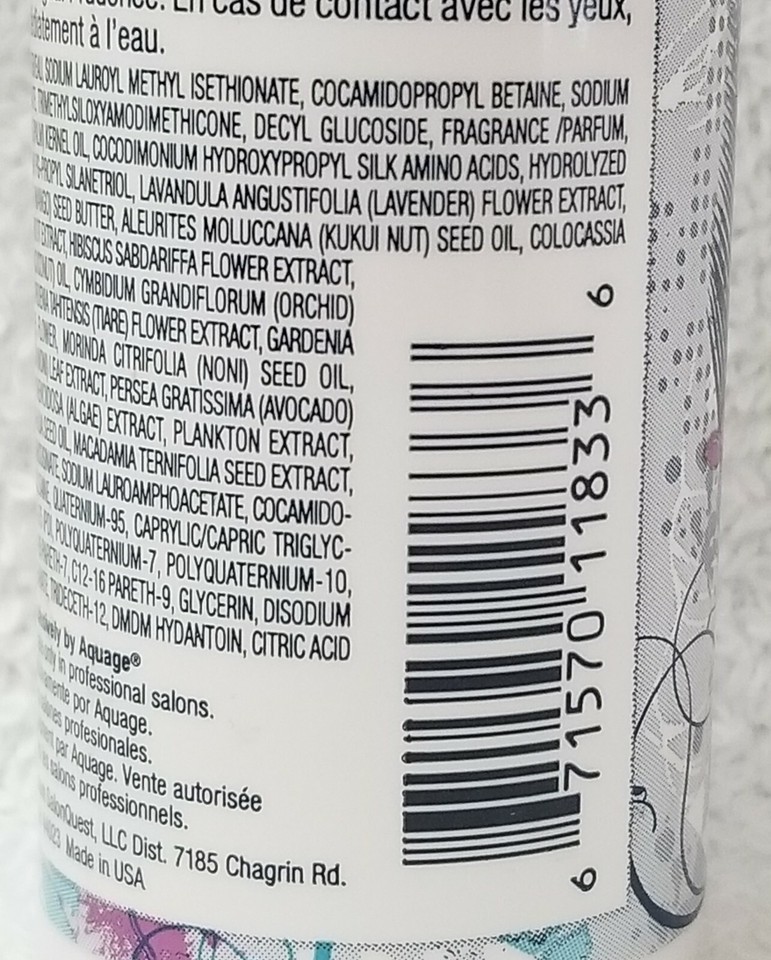 En cas de contact avec les yeux,
à l'eau.
SODIUM LAUROYL METHYL ISETHIONATE, COCAMIDOPROPYL BETAINE, SODIUM
TRIMETHYLSILOXYAMODIMETHICONE, DECYL GLUCOSIDE, FRAGRANCE /PARFUM,
KERNEL OIL, COCODIMONIUM HYDROXYPROPYL SILK AMINO ACIDS, HYDROLYZED
SILANETRIOL, LAVANDULA ANGUSTIFOLIA (LAVENDER) FLOWER EXTRACT,
SEED BUTTER, ALEURITES MOLUCCANA (KUKUI NUT) SEED OIL, COLOCASSIA
EXTRACT, HIBISCUS SABDARIFFA FLOWER EXTRACT,
OIL, CYMBIDIUM GRANDIFLORUM (ORCHID)
TAHITENSIS (TIARE) FLOWER EXTRACT, GARDENIA
MORINDA CITRIFOLIA (NONI) SEED OIL,
LEAF EXTRACT, PERSEA GRATISSIMA (AVOCADO)
(ALGAE) EXTRACT, PLANKTON EXTRACT,
SEED OIL, MACADAMIA TERNIFOLIA SEED EXTRACT,
SODIUM LAUROAMPHOACETATE, COCAMIDO-
QUATERNIUM-95, CAPRYLIC/CAPRIC TRIGLYC-
POLYQUATERNIUM-7, POLYQUATERNIUM-10,
C12-16 PARETH-9, GLYCERIN, DISODIUM
TRIDECETH-12, DMDM HYDANTOIN, CITRIC ACID
by Aquage®
only in professional salons.
por Aquage.
profesionales.
par Aquage. Vente autorisée
salons professionnels.
SalonQuest, LLC Dist. 7185 Chagrin Rd.
Made in USA
6 71570 11833 6